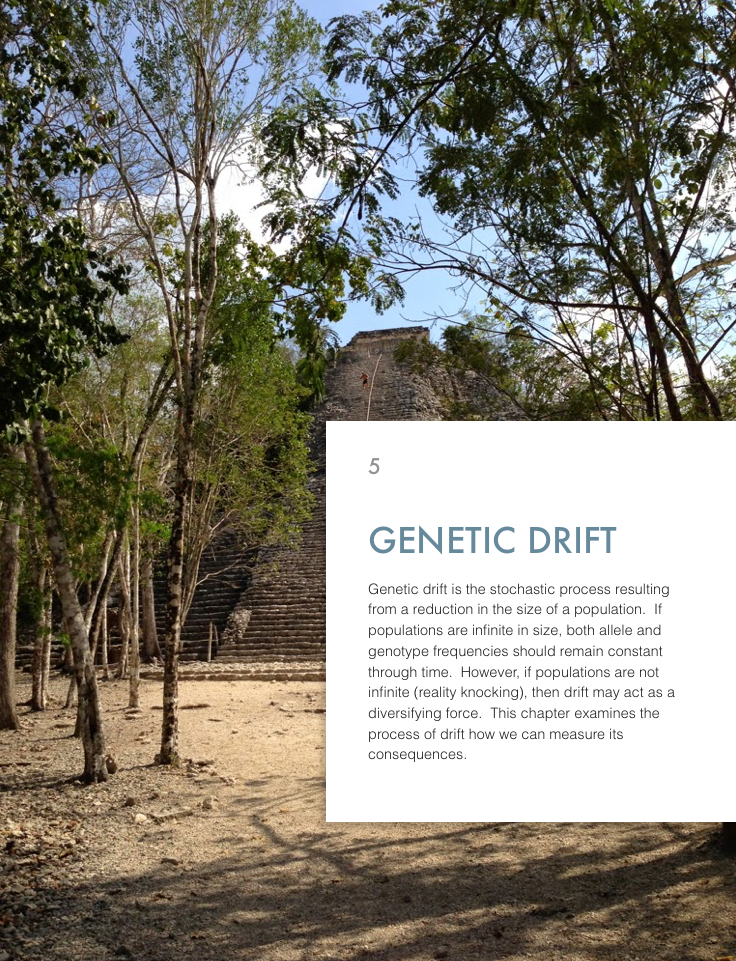 5
GENETIC DRIFT
Genetic drift is the stochastic process resulting
from a reduction in the size of a population.  If
populations are infinite in size, both allele and
genotype frequencies should remain constant
through time.  However, if populations are not
infinite (reality knocking), then drift may act as a
diversifying force.  This chapter examines the
process of drift how we can measure its
consequences.